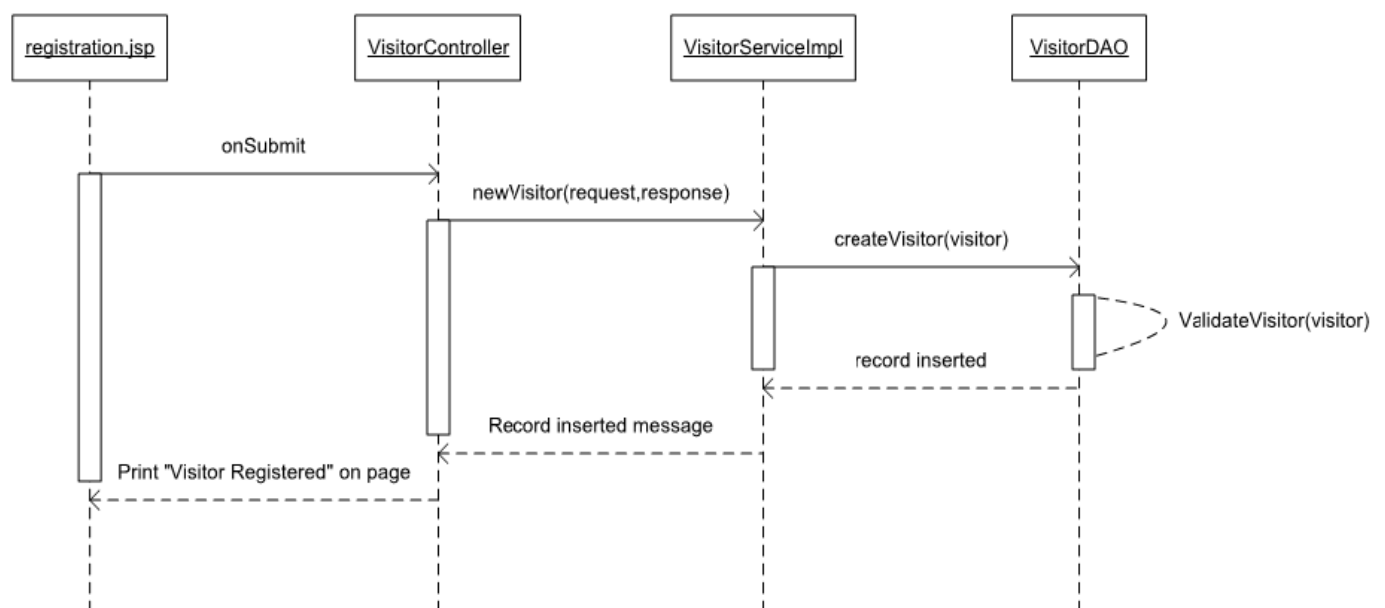 registration.jsp
VisitorController
VisitorServiceImpl
VisitorDAO
onSubmit
newVisitor(request,response)
createVisitor(visitor)
ValidateVisitor(visitor)
record inserted
Record inserted message
Print "Visitor Registered" on page